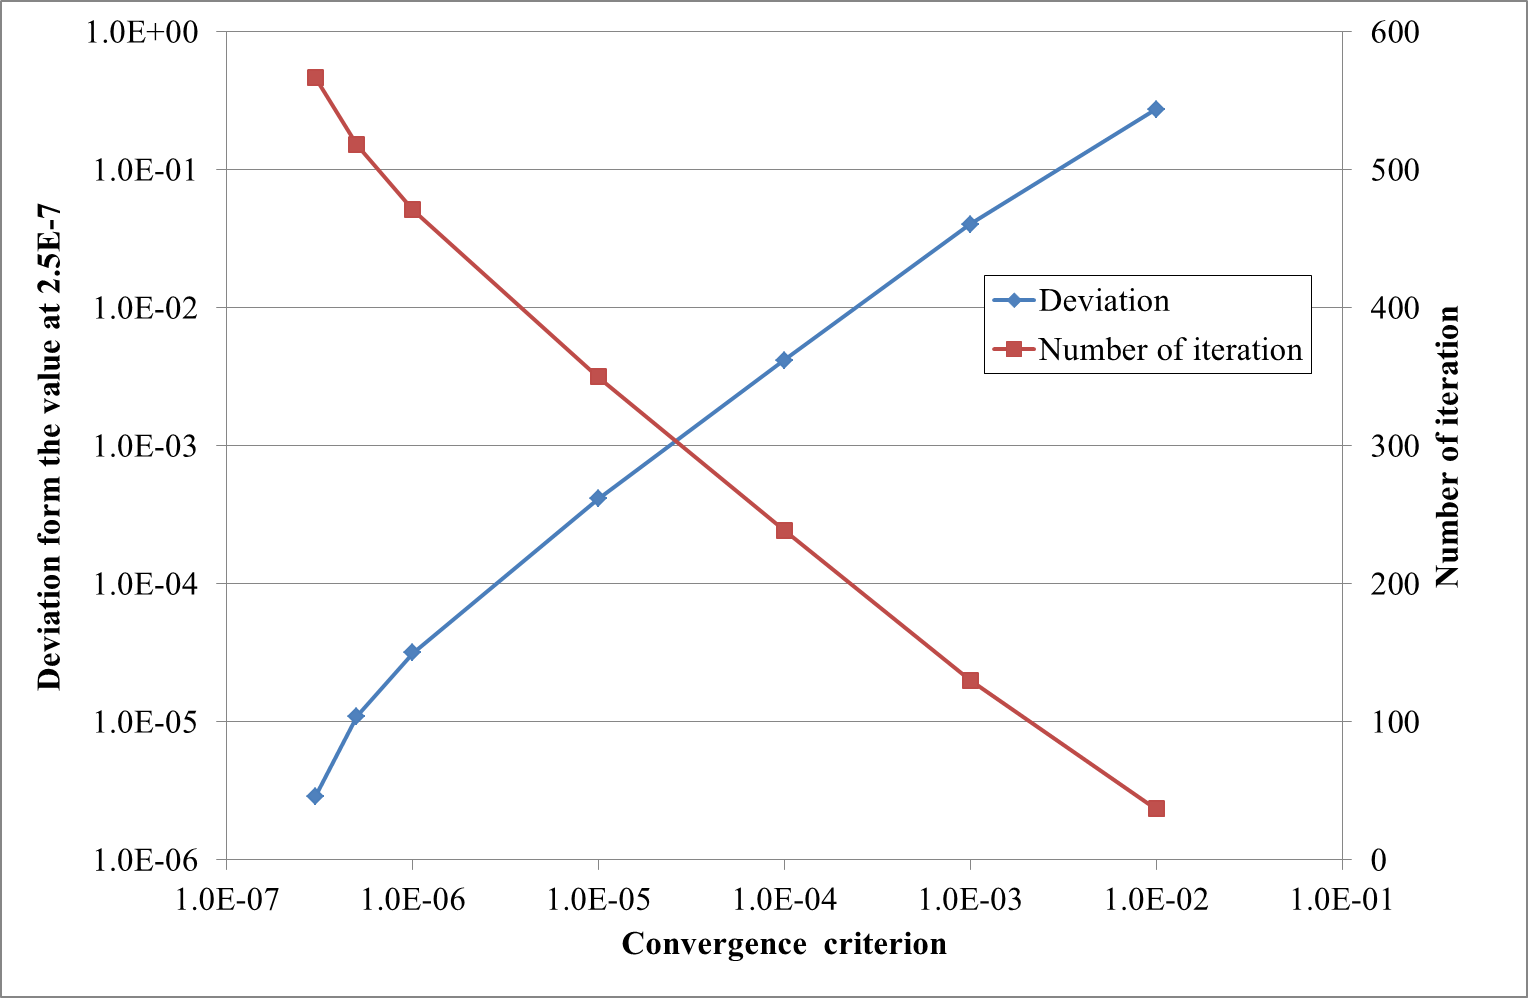 1.0E+00
1.0E-01
1.0E-02
1.0E-03
1.0E-04
1.0E-05
1.0E-06
Deviation form the value at 2.5E-7
600
500
400
300
200
100
0
Number of iteration
Deviation
Number of iteration
1.0E-07 1.0E-06 1.0E-05 1.0E-04 1.0E-03 1.0E-02 1.0E-01
Convergence criterion